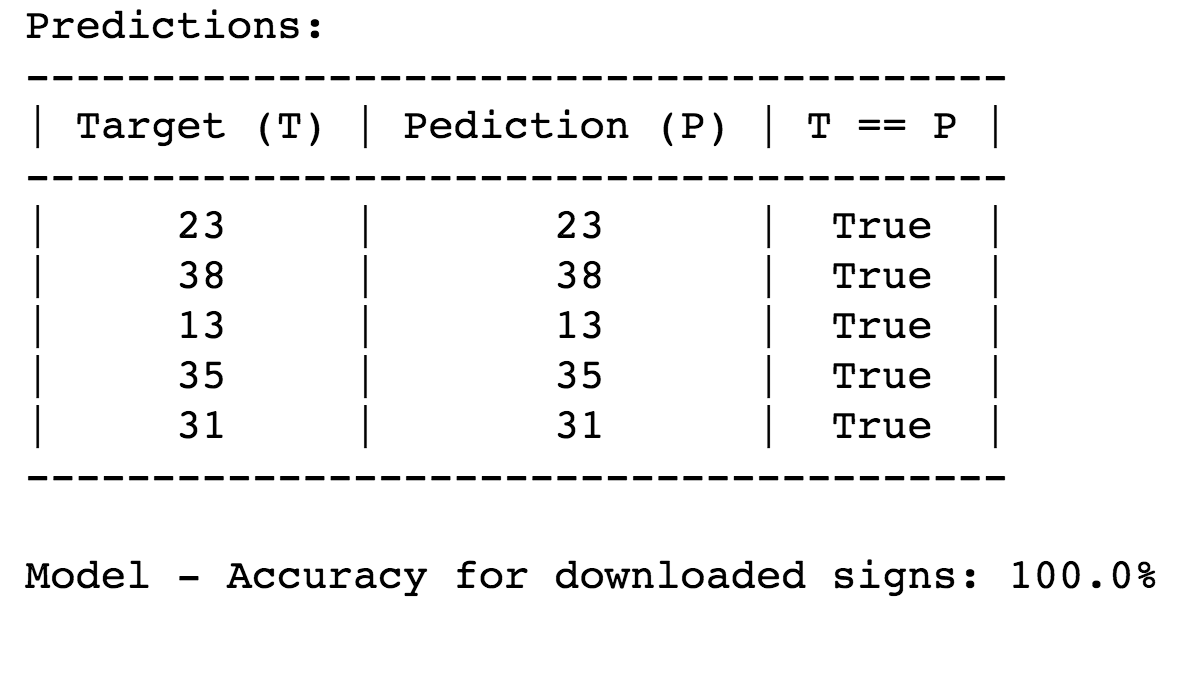 Predictions:
---------------------------------------
| Target (T) | Pediction (P) | T == P |
---------------------------------------
|     23     |       23      |  True  |
|     38     |       38      |  True  |
|     13     |       13      |  True  |
|     35     |       35      |  True  |
|     31     |       31      |  True  |
---------------------------------------
Model - Accuracy for downloaded signs: 100.0%